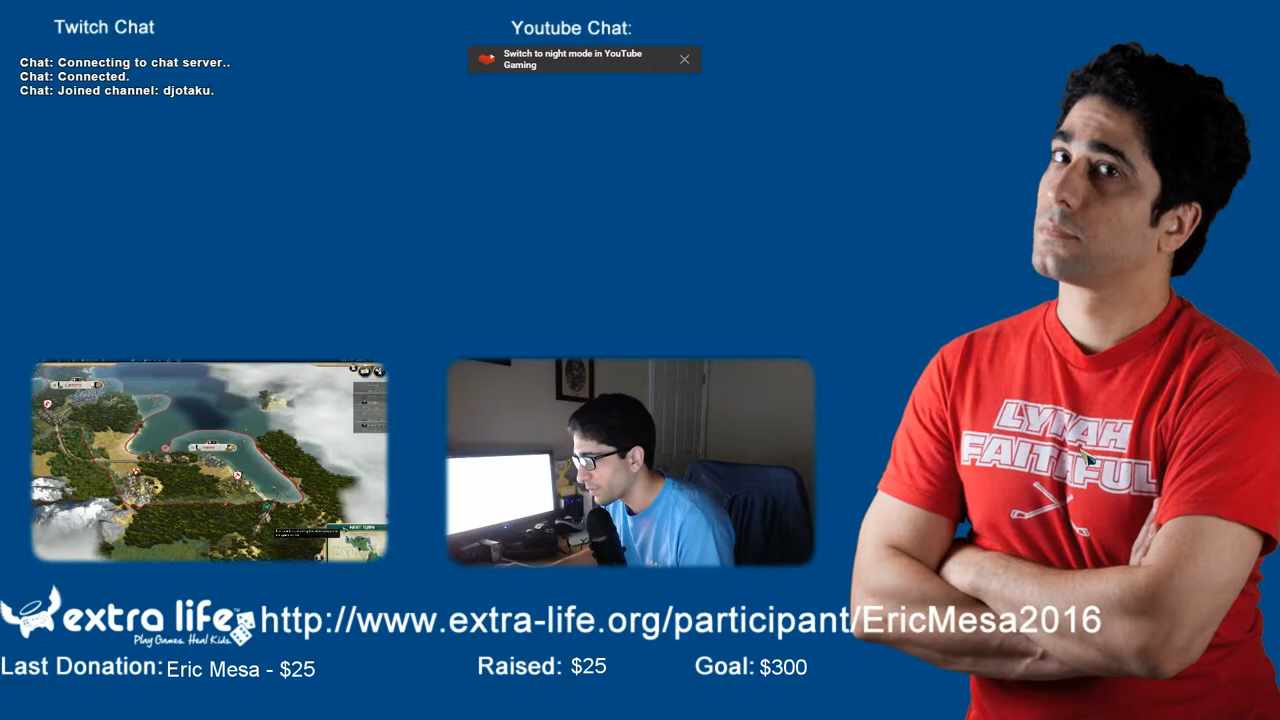 Twitch Chat
Youtube Chat:
Chat: Connecting to chat server..
Chat: Connected.
Chat: Joined channel: djotaku.
Switch to night mode in YouTube
Gaming
LYNAH
FAITHFUL
NEXT TURN
extra life
Play Games. Heal Kids.
http://www.extra-life.org/participant/EricMesa2016
Last Donation: Eric Mesa - $25
Raised: $25
Goal: $300